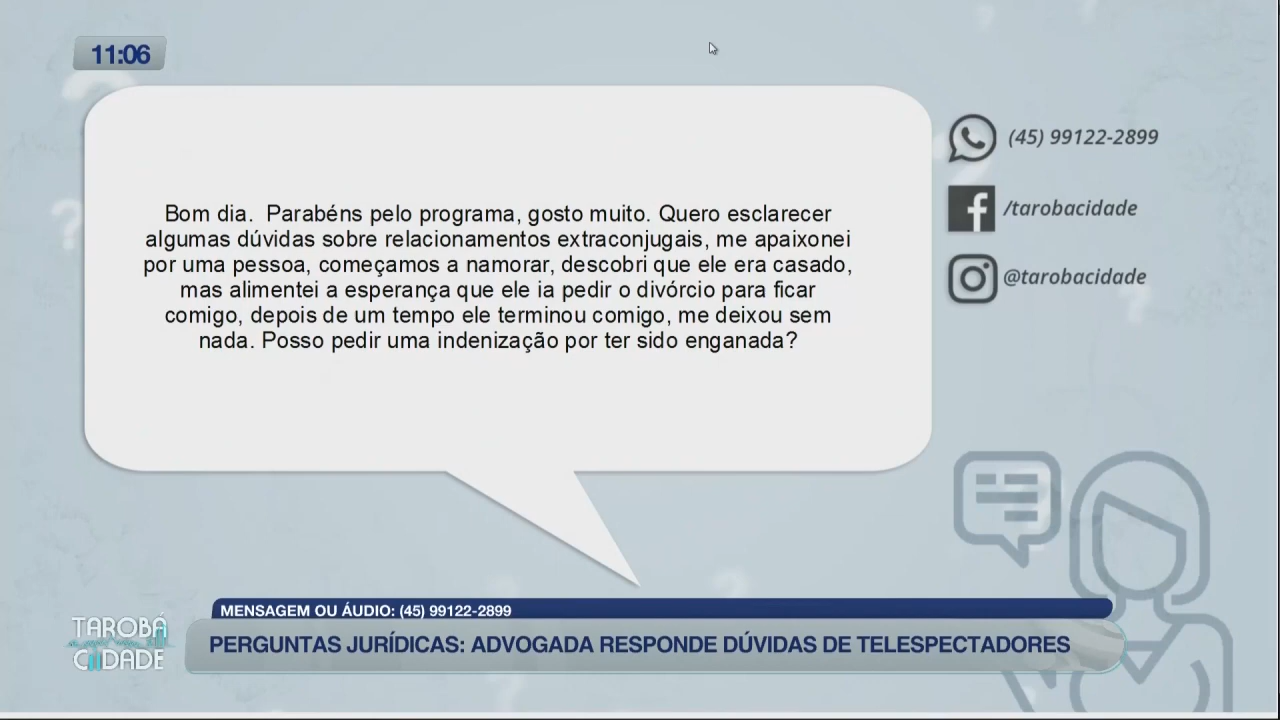 11:06
(45) 99122-2899
/tarobacidade
@tarobacidade
Bom dia.  Parabéns pelo programa, gosto muito. Quero esclarecer
algumas dúvidas sobre relacionamentos extraconjugais, me apaixonei
por uma pessoa, começamos a namorar, descobri que ele era casado,
mas alimentei a esperança que ele ia pedir o divórcio para ficar
comigo, depois de um tempo ele terminou comigo, me deixou sem
nada. Posso pedir uma indenização por ter sido enganada?
MENSAGEM OU ÁUDIO: (45) 99122-2899
PERGUNTAS JURÍDICAS: ADVOGADA RESPONDE DÚVIDAS DE TELESPECTADORES
TAROBÁ
CIDADE